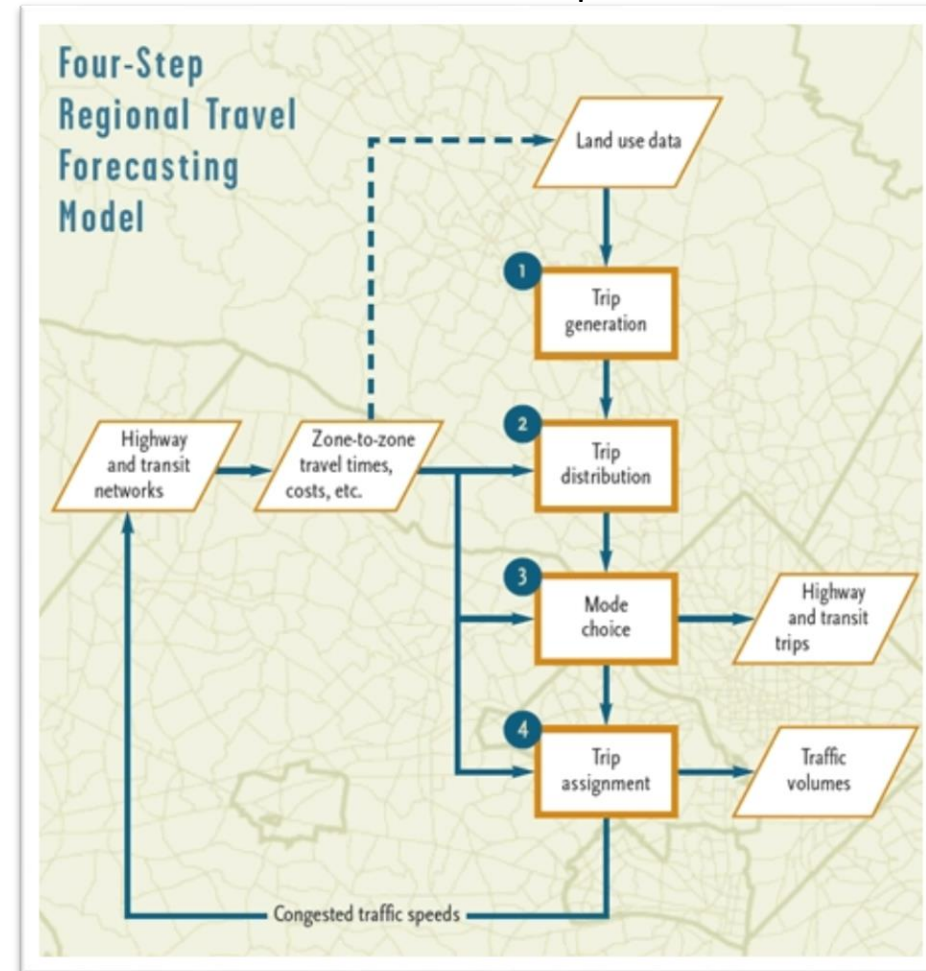 Four-Step
Regional Travel
Forecasting
Model
Land use data
1
Trip
generation
2
Trip
distribution
Highway
and transit
networks
Zone-to-zone
travel times,
costs, etc.
3
Mode
choice
Highway
and transit
trips
4
Trip
assignment
Traffic
volumes
Congested traffic speeds